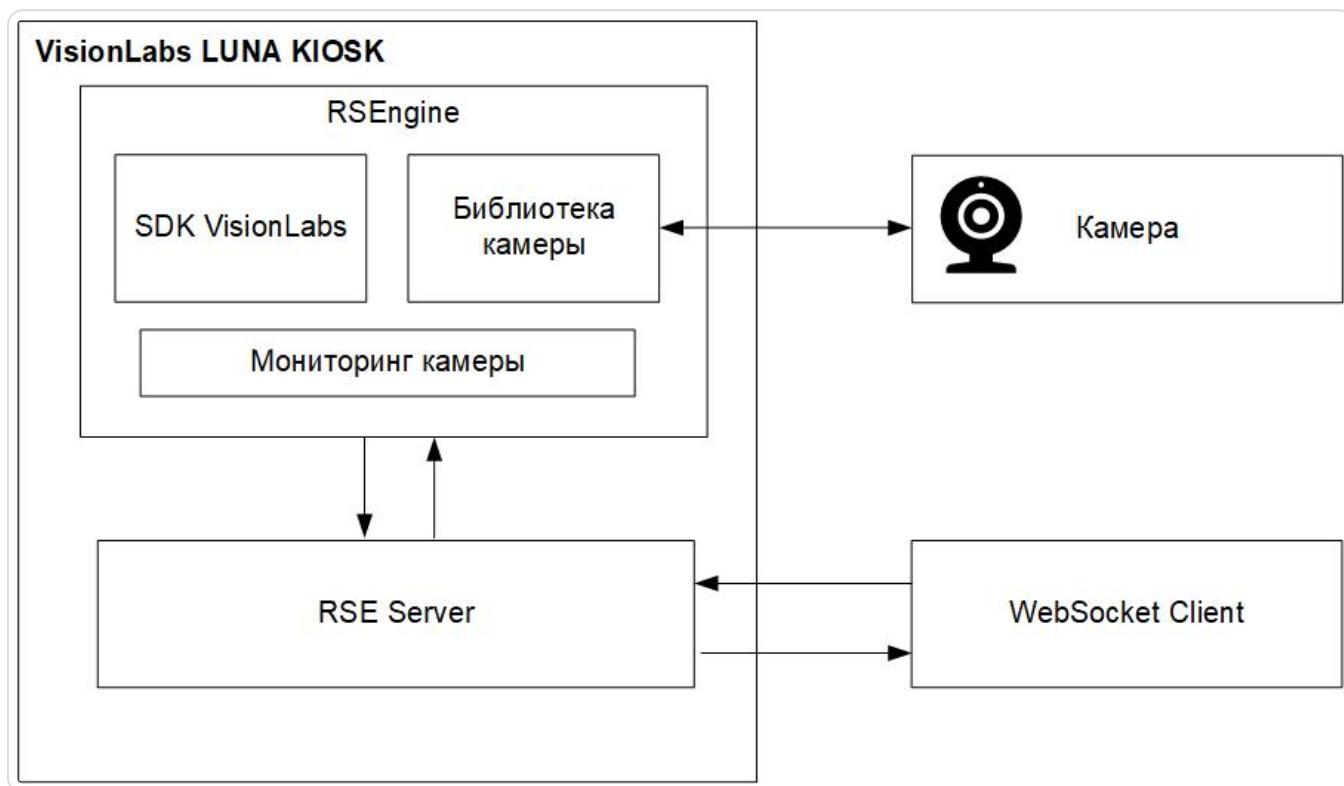 VisionLabs LUNA KIOSK
RSEngine
SDK VisionLabs
Библиотека
камеры
Камера
Мониторинг камеры
RSE Server
WebSocket Client